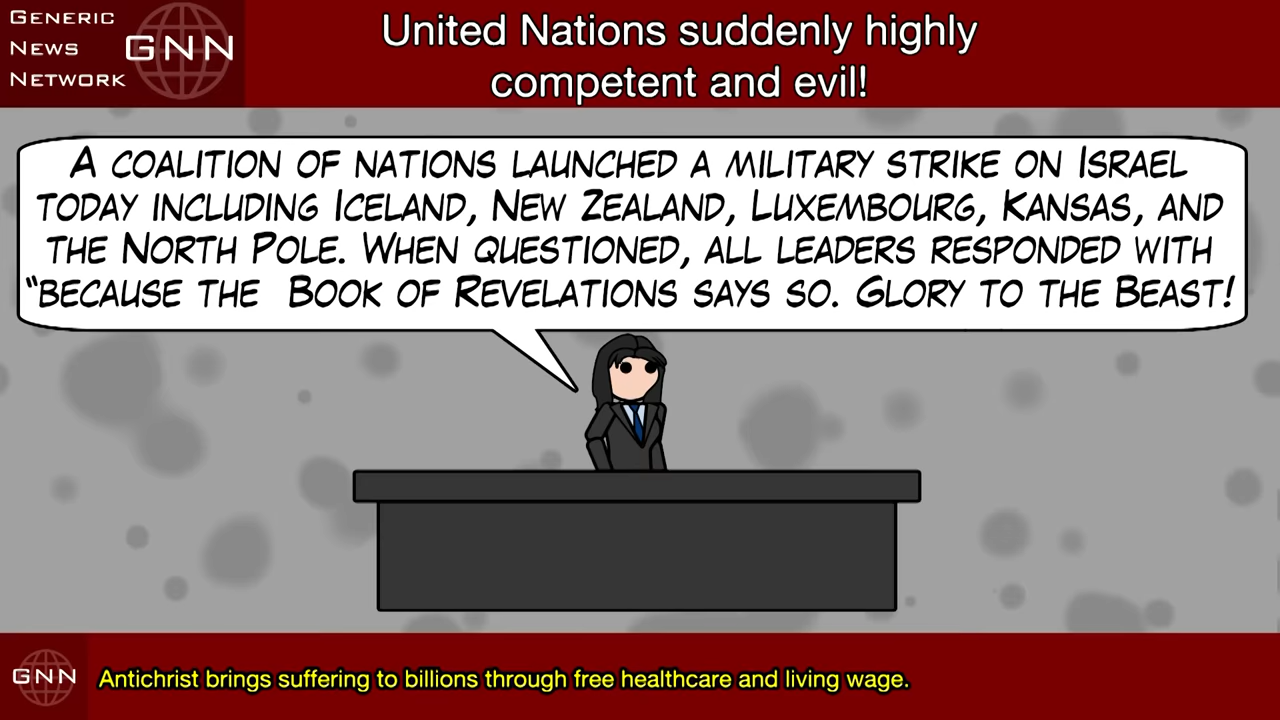 Generic
News
Network
GNN
United Nations suddenly highly
competent and evil!
A coalition of nations launched a military strike on Israel
today including Iceland, New Zealand, Luxembourg, Kansas, and
the North Pole. When questioned, all leaders responded with
“because the  Book of Revelations says so. Glory to the Beast!
GNN
Antichrist brings suffering to billions through free healthcare and living wage.